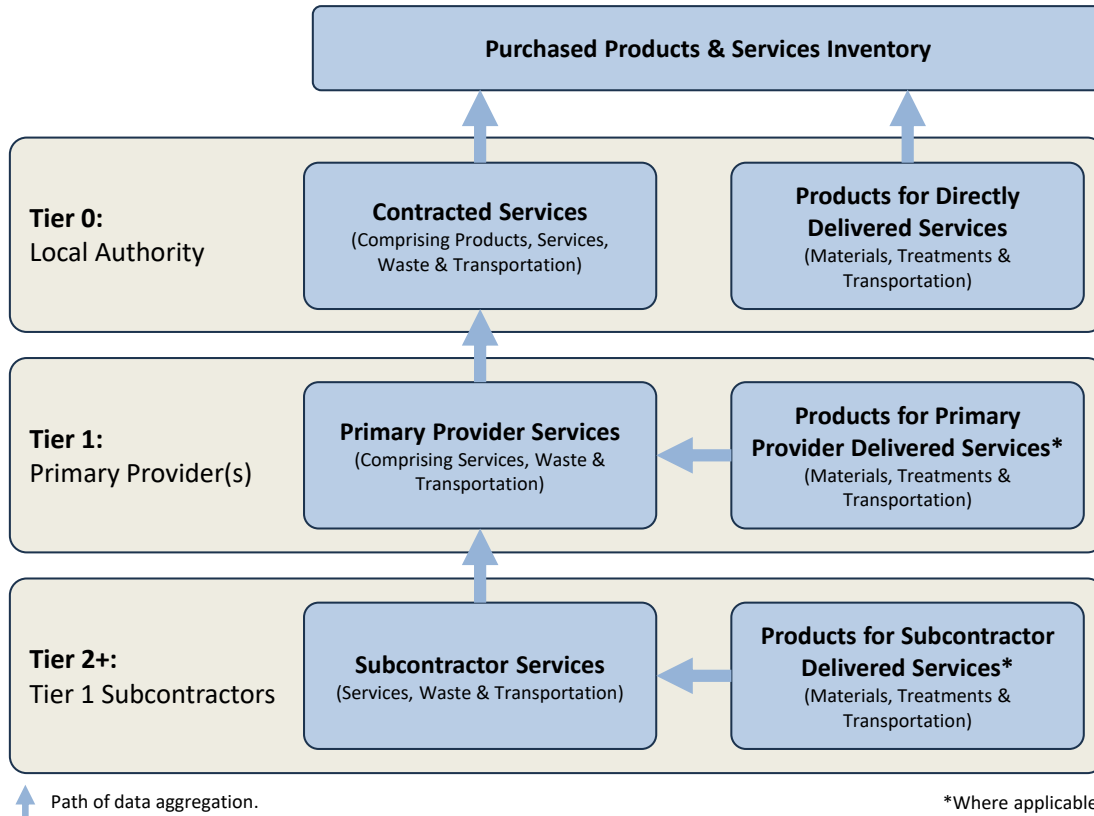 Purchased Products & Services Inventory
Tier 0:
Local Authority
Contracted Services
(Comprising Products, Services,
Waste & Transportation)
Products for Directly
Delivered Services
(Materials, Treatments &
Transportation)
Tier 1:
Primary Provider(s)
Primary Provider Services
(Comprising Services, Waste &
Transportation)
Products for Primary
Provider Delivered Services*
(Materials, Treatments &
Transportation)
Tier 2+:
Tier 1 Subcontractors
Subcontractor Services
(Services, Waste & Transportation)
Products for Subcontractor
Delivered Services*
(Materials, Treatments &
Transportation)
Path of data aggregation.
*Where applicable